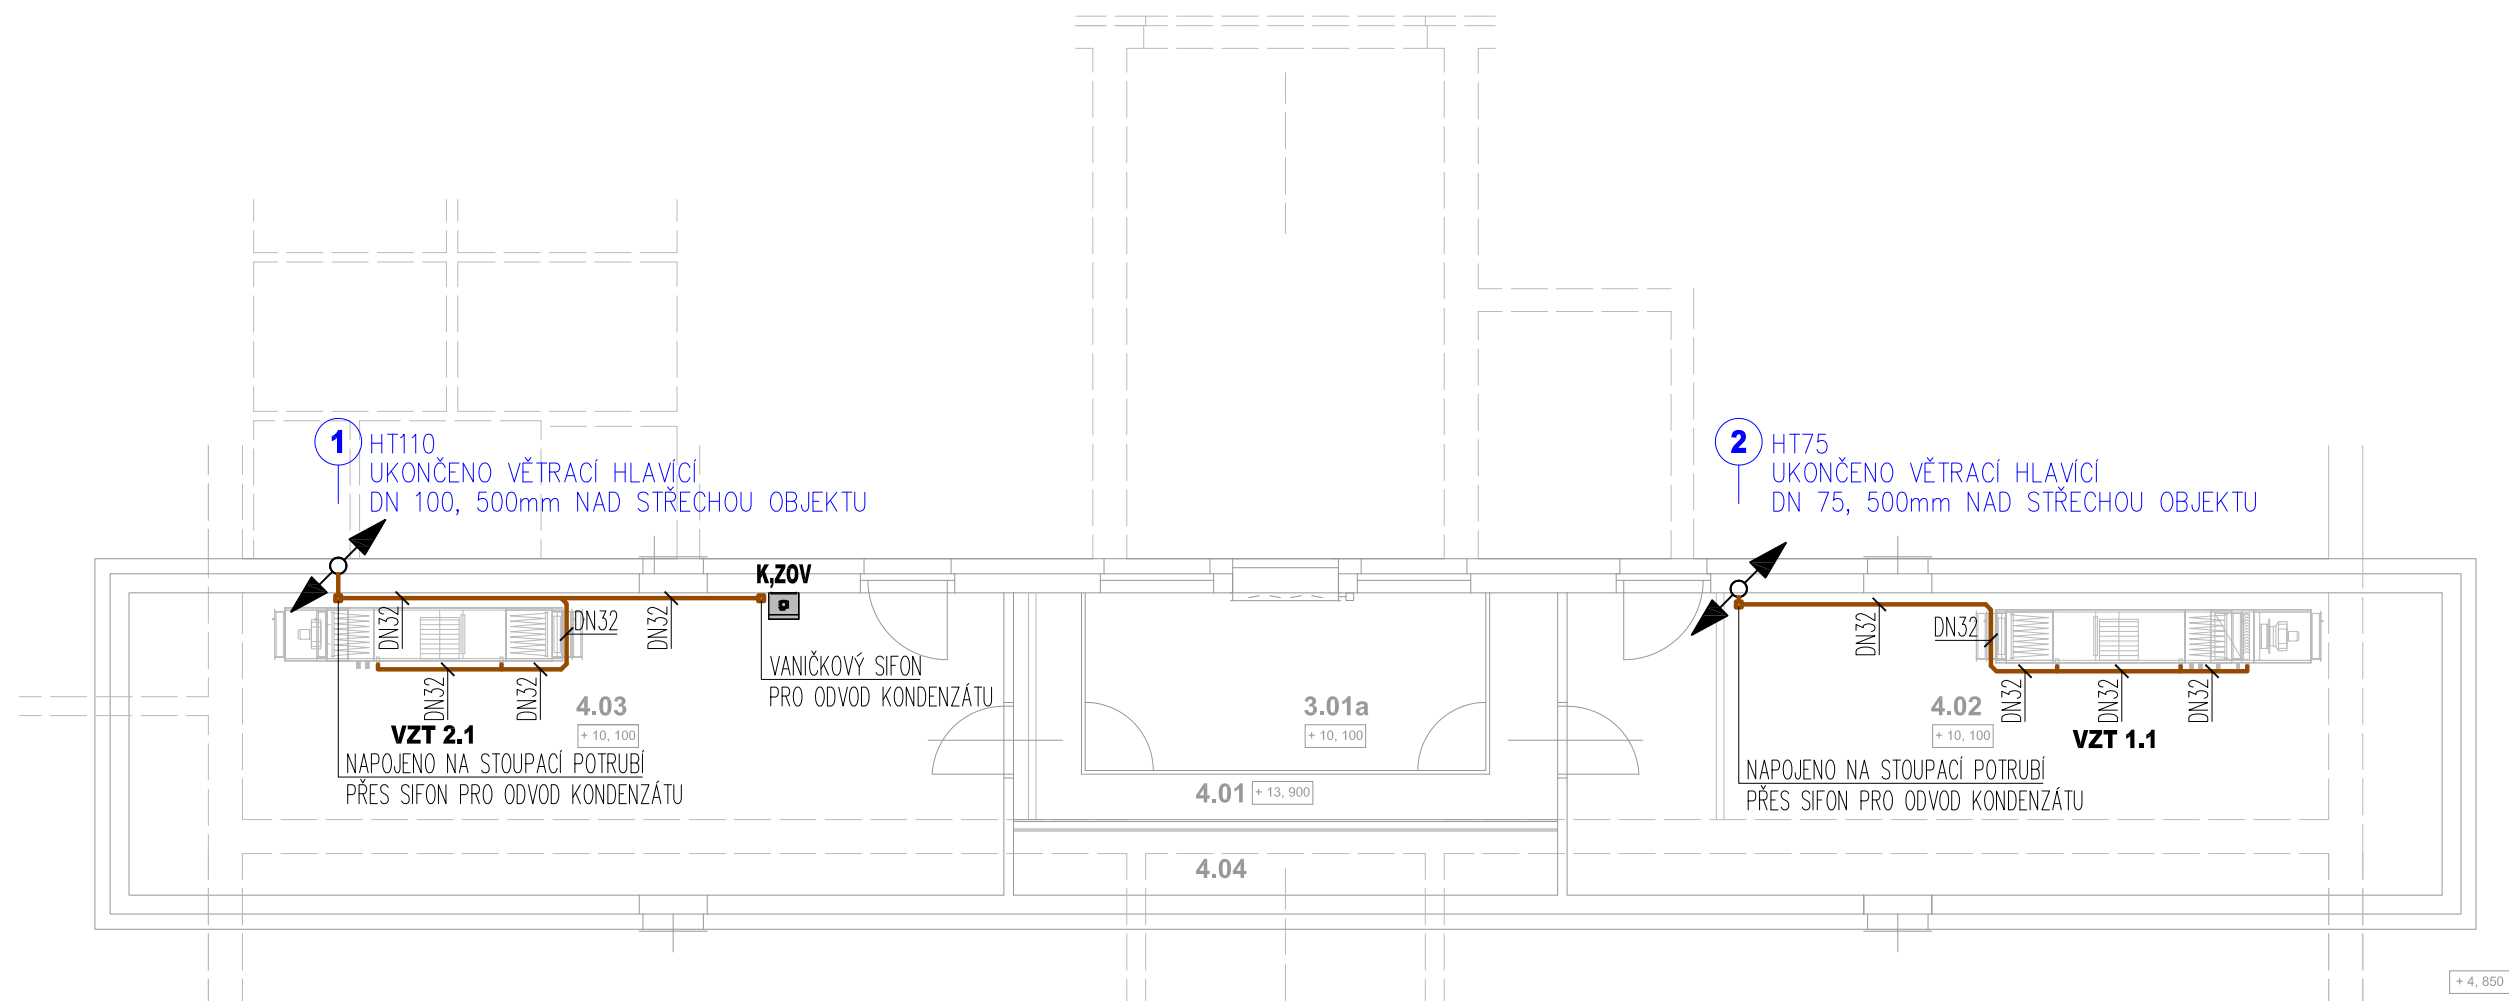 1
HT110
UKONČENO VĚTRACÍ HLAVÍCÍ
DN 100, 500mm NAD STŘECHOU OBJEKTU
2
HT75
UKONČENO VĚTRACÍ HLAVÍCÍ
DN 75, 500mm NAD STŘECHOU OBJEKTU
K,ZOV
DN32
DN32
DN32
DN32
DN32
VANIČKOVÝ SIFON
PRO ODVOD KONDENZÁTU
4.03
+ 10, 100
VZT 2.1
NAPOJENO NA STOUPACÍ POTRUBÍ
PŘES SIFON PRO ODVOD KONDENZÁTU
3.01a
+ 10, 100
4.01
+ 13, 900
4.04
DN32
DN32
DN32
DN32
DN32
4.02
+ 10, 100
VZT 1.1
NAPOJENO NA STOUPACÍ POTRUBÍ
PŘES SIFON PRO ODVOD KONDENZÁTU
+ 4, 850